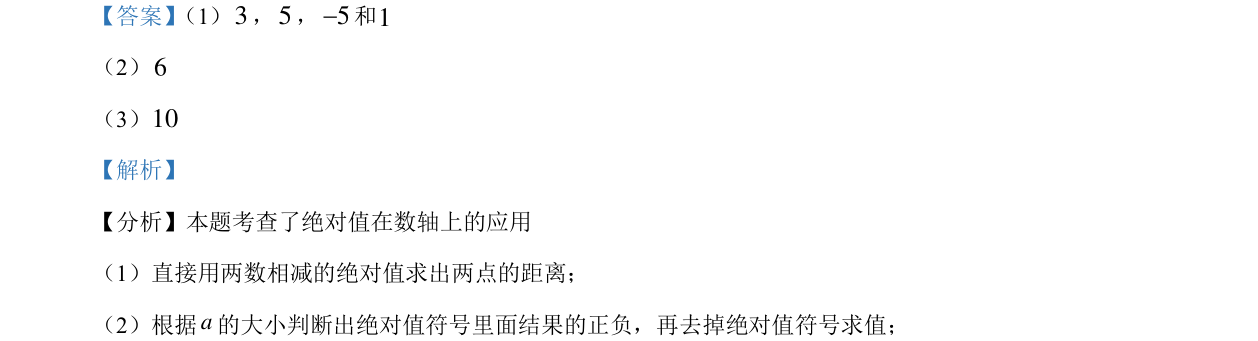 【答案】（1）3，5，–5和1
（2）6
（3）10
【解析】
【分析】本题考查了绝对值在数轴上的应用
（1）直接用两数相减的绝对值求出两点的距离；
（2）根据a的大小判断出绝对值符号里面结果的正负，再去掉绝对值符号求值；